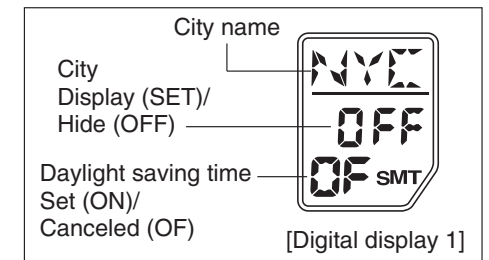 City name
NYC
City
Display (SET)/
Hide (OFF)
OFF
Daylight saving time
Set (ON)/
Canceled (OF)
OF SMT
[Digital display 1]